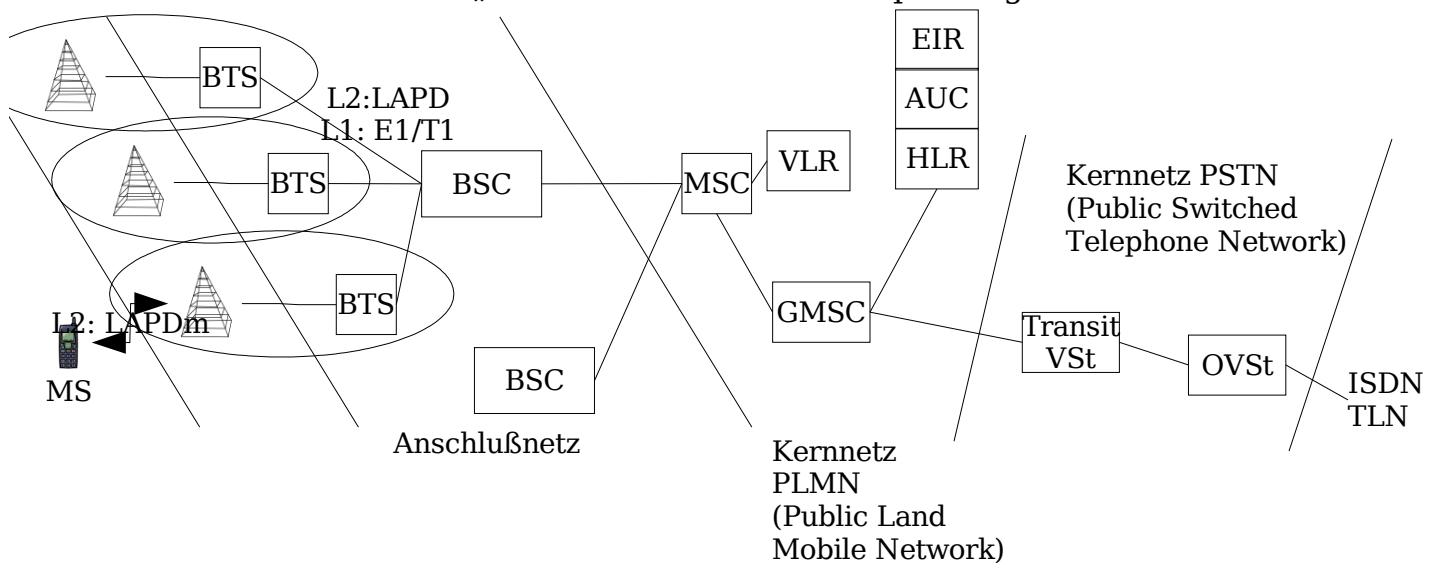 EIR
BTS
AUC
L2:LAPD
L1: E1/T1
HLR
VLR
BTS
BSC
MSC
Kernnetz PSTN
(Public Switched
Telephone Network)
BTS
GMSC
L2: LAPDm
Transit
VSt
OVSt
MS
BSC
ISDN
TLN
Anschlußnetz
Kernnetz
PLMN
(Public Land
Mobile Network)